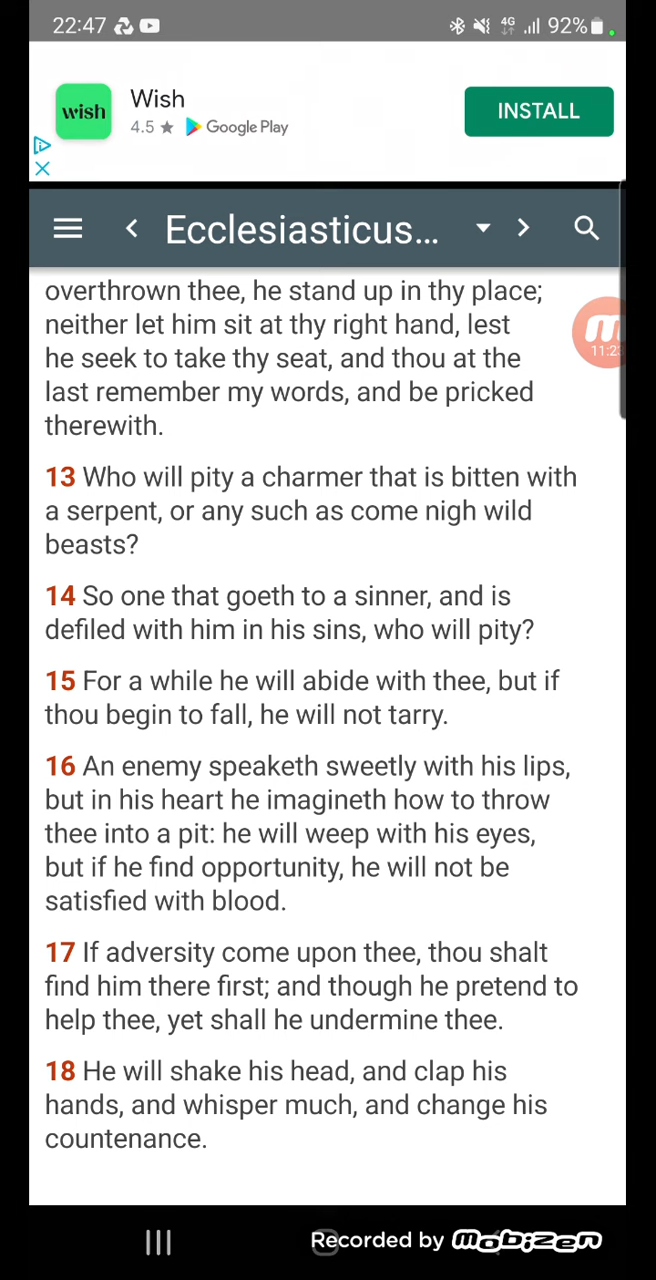 22:47
4G 92%
wish
Wish
4.5 ★ Google Play
INSTALL
Ecclesiasticus...
overthrown thee, he stand up in thy place;
neither let him sit at thy right hand, lest
he seek to take thy seat, and thou at the
last remember my words, and be pricked
therewith.
11:23
13 Who will pity a charmer that is bitten with
a serpent, or any such as come nigh wild
beasts?
14 So one that goeth to a sinner, and is
defiled with him in his sins, who will pity?
15 For a while he will abide with thee, but if
thou begin to fall, he will not tarry.
16 An enemy speaketh sweetly with his lips,
but in his heart he imagineth how to throw
thee into a pit: he will weep with his eyes,
but if he find opportunity, he will not be
satisfied with blood.
17 If adversity come upon thee, thou shalt
find him there first; and though he pretend to
help thee, yet shall he undermine thee.
18 He will shake his head, and clap his
hands, and whisper much, and change his
countenance.
Recorded by Mobizen